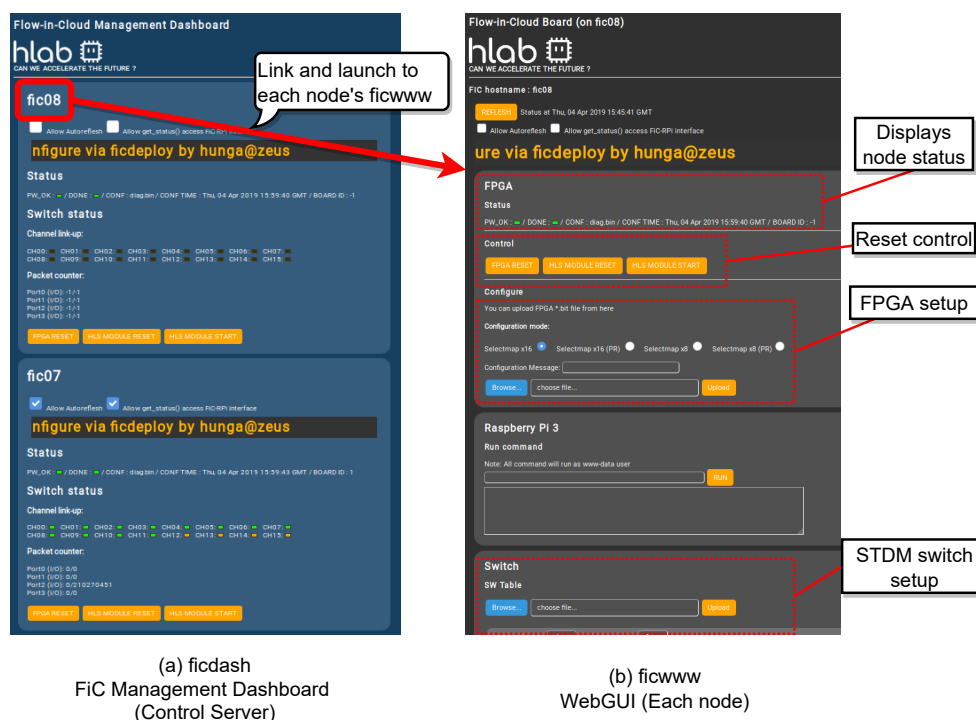 Flow-in-Cloud Management Dashboard
hlab
CAN WE ACCELERATE THE FUTURE ?
Link and launch to
each node's ficwww
fic08
Allow Autoreflesh Allow get_status() access FiC-RPi
nfigure via ficdeploy by hunga@zeus
Status
PW_OK : / DONE : / CONF : diag.bin / CONF TIME : Thu, 04 Apr 2019 15:59:40 GMT / BOARD ID : -1
Switch status
Channel link-up:
CH00: CH01: CH02: CH03: CH04: CH05: CH06: CH07:
CH08: CH09: CH10: CH11: CH12: CH13: CH14: CH15:
Packet counter:
Port0 (I/O): -1/-1
Port1 (I/O): -1/-1
Port2 (I/O): -1/-1
Port3 (I/O): -1/-1
FPGA RESET HLS MODULE RESET HLS MODULE START
fic07
Allow Autoreflesh Allow get_status() access FiC-RPi interface
nfigure via ficdeploy by hunga@zeus
Status
PW_OK : / DONE : / CONF : diag.bin / CONF TIME : Thu, 04 Apr 2019 15:59:43 GMT / BOARD ID : 1
Switch status
Channel link-up:
CH00: CH01: CH02: CH03: CH04: CH05: CH06: CH07:
CH08: CH09: CH10: CH11: CH12: CH13: CH14: CH15:
Packet counter:
Port0 (I/O): 0/0
Port1 (I/O): 0/0
Port2 (I/O): 0/210270451
Port3 (I/O): 0/0
FPGA RESET HLS MODULE RESET HLS MODULE START
(a) ficdash
FiC Management Dashboard
(Control Server)
Flow-in-Cloud Board (on fic08)
hlab
CAN WE ACCELERATE THE FUTURE ?
FiC hostname : fic08
REFLESH Status at Thu, 04 Apr 2019 15:45:41 GMT
Allow Autoreflesh Allow get_status() access FiC-RPi interface
ure via ficdeploy by hunga@zeus
Displays
node status
FPGA
Status
PW_OK : / DONE : / CONF : diag.bin / CONF TIME : Thu, 04 Apr 2019 15:59:40 GMT / BOARD ID : -1
Control
Reset control
FPGA RESET HLS MODULE RESET HLS MODULE START
Configure
FPGA setup
You can upload FPGA *.bit file from here
Configuration mode:
Selectmap x16 Selectmap x16 (PR) Selectmap x8 Selectmap x8 (PR)
Configuration Message:
Browse... choose file... Upload
Raspberry Pi 3
Run command
Note: All command will run as www-data user
RUN
Switch
STDM switch
setup
SW Table
Browse... choose file... Upload
(b) ficwww
WebGUI (Each node)